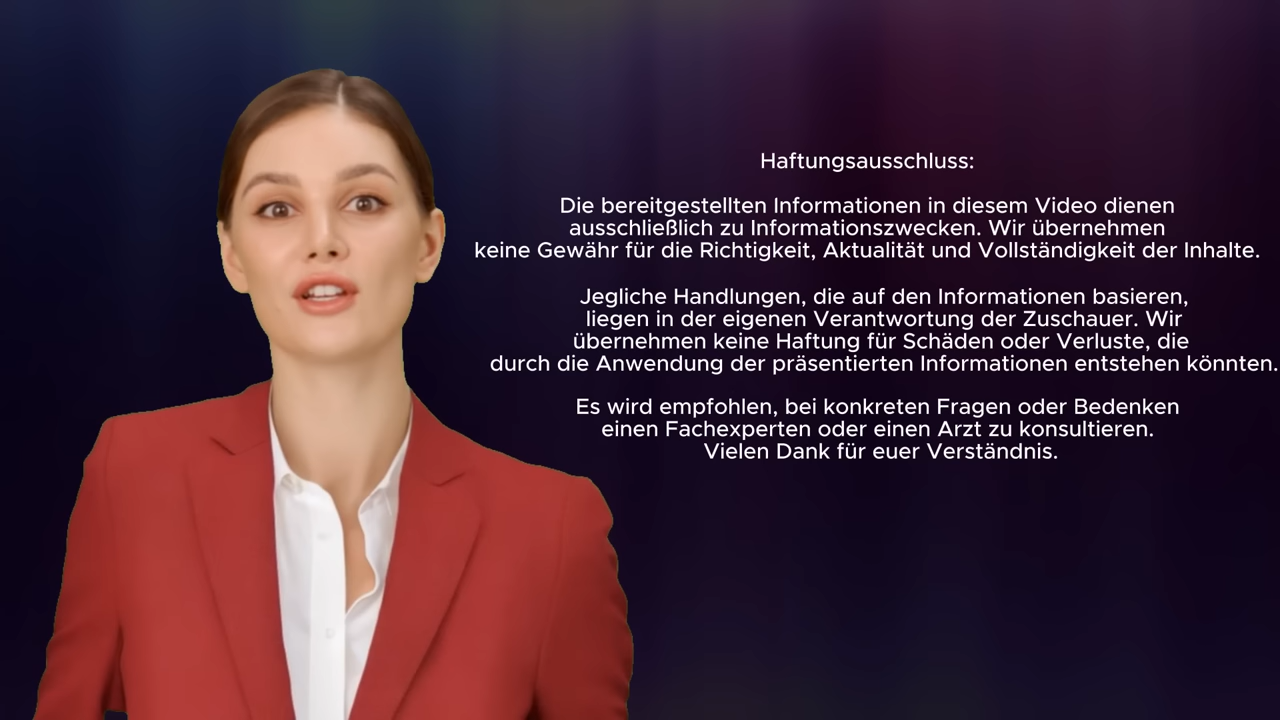 Haftungsausschluss:
Die bereitgestellten Informationen in diesem Video dienen
ausschließlich zu Informationszwecken. Wir übernehmen
keine Gewähr für die Richtigkeit, Aktualität und Vollständigkeit der Inhalte.
Jegliche Handlungen, die auf den Informationen basieren,
liegen in der eigenen Verantwortung der Zuschauer. Wir
übernehmen keine Haftung für Schäden oder Verluste, die
durch die Anwendung der präsentierten Informationen entstehen könnten.
Es wird empfohlen, bei konkreten Fragen oder Bedenken
einen Fachexperten oder einen Arzt zu konsultieren.
Vielen Dank für euer Verständnis.